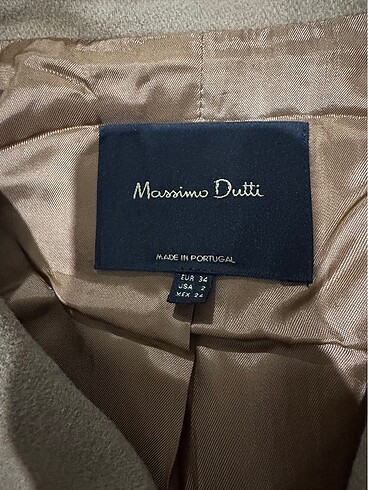 Massimo Dutti
MADE IN PORTUGAL
EUR 34
USA 2
MEX 24